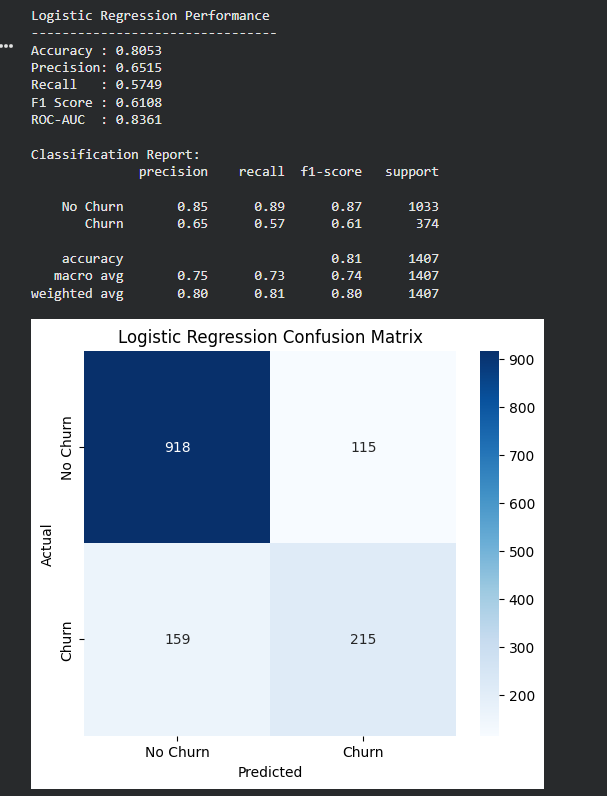 Logistic Regression Performance
--------------------------------
Accuracy : 0.8053
Precision: 0.6515
Recall   : 0.5749
F1 Score : 0.6108
ROC-AUC  : 0.8361
Classification Report:
precision    recall  f1-score   support
No Churn       0.85      0.89      0.87      1033
Churn       0.65      0.57      0.61       374
accuracy                           0.81      1407
macro avg       0.75      0.73      0.74      1407
weighted avg       0.80      0.81      0.80      1407
Logistic Regression Confusion Matrix
No Churn
918
115
Churn
159
215
Actual
No Churn
Churn
Predicted
900
800
700
600
500
400
300
200